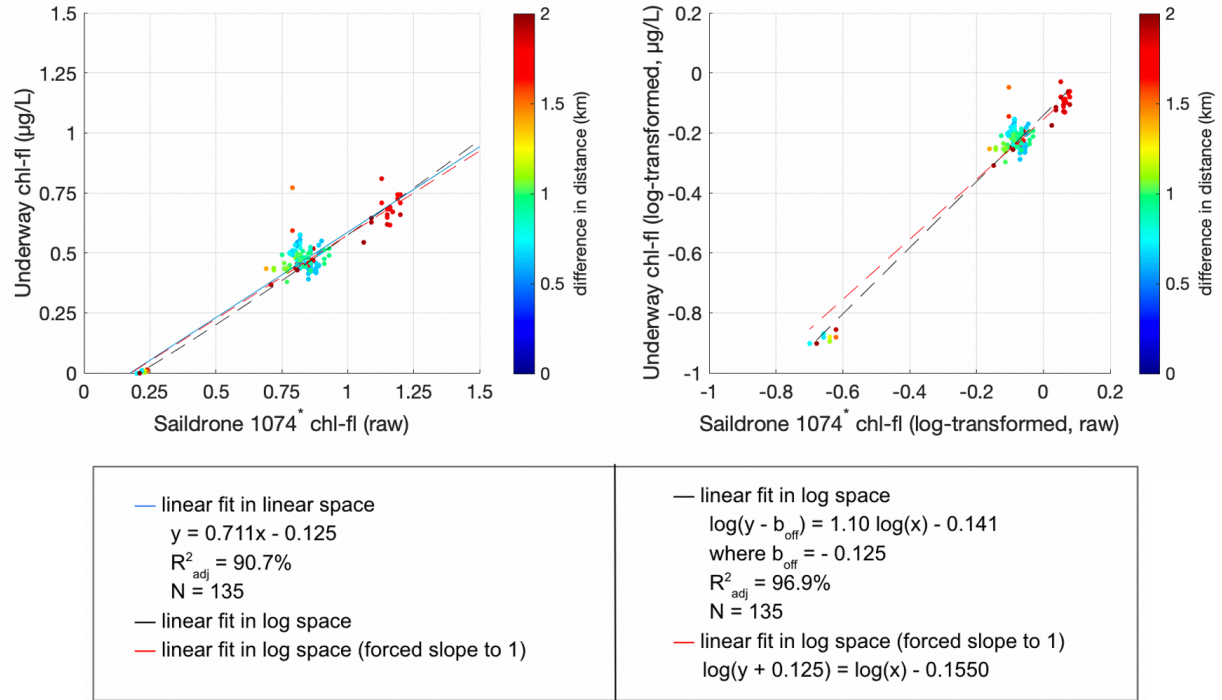 1.5
1.25
1
0.75
0.5
0.25
0
0 0.25 0.5 0.75 1 1.25 1.5
Underway chl-fl (µg/L)
Saildrone 1074* chl-fl (raw)
2
1.5
1
0.5
0
difference in distance (km)
0.2
0
-0.2
-0.4
-0.6
-0.8
-1
-1 -0.8 -0.6 -0.4 -0.2 0 0.2
Underway chl-fl (log-transformed, µg/L)
Saildrone 1074* chl-fl (log-transformed, raw)
2
1.5
1
0.5
0
difference in distance (km)
linear fit in linear space
y = 0.711x - 0.125
R²adj = 90.7%
N = 135
linear fit in log space
linear fit in log space (forced slope to 1)
linear fit in log space
log(y - boff) = 1.10 log(x) - 0.141
where boff = - 0.125
R²adj = 96.9%
N = 135
linear fit in log space (forced slope to 1)
log(y + 0.125) = log(x) - 0.1550